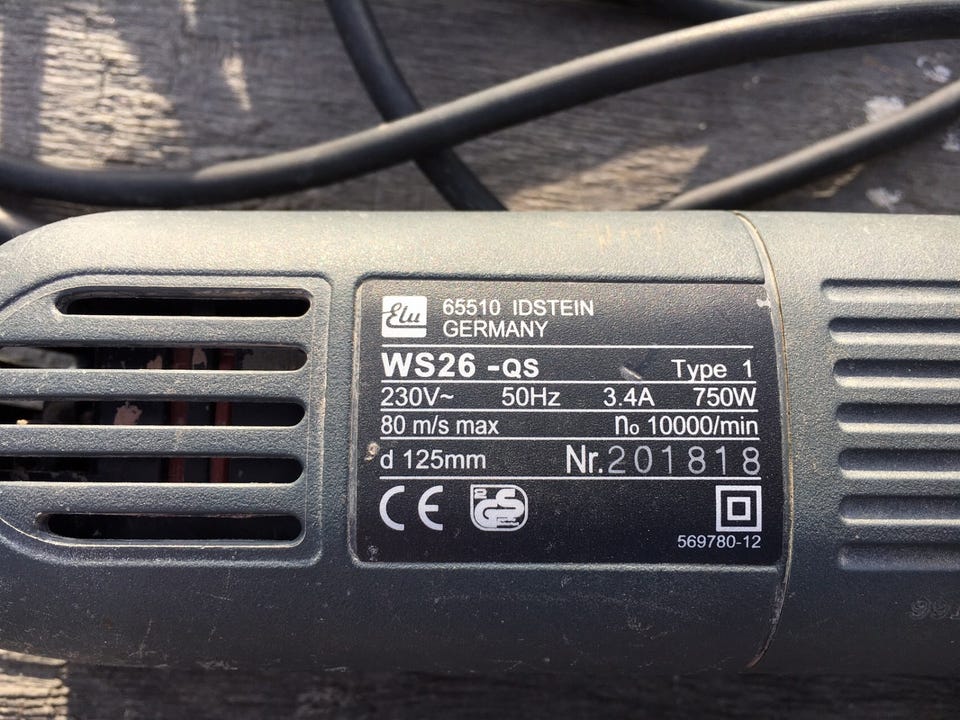 Elu 65510 IDSTEIN
GERMANY
WS26 -QS Type 1
230V~ 50Hz 3.4A 750W
80 m/s max n₀ 10000/min
d 125mm Nr.201818
CE GS
569780-12